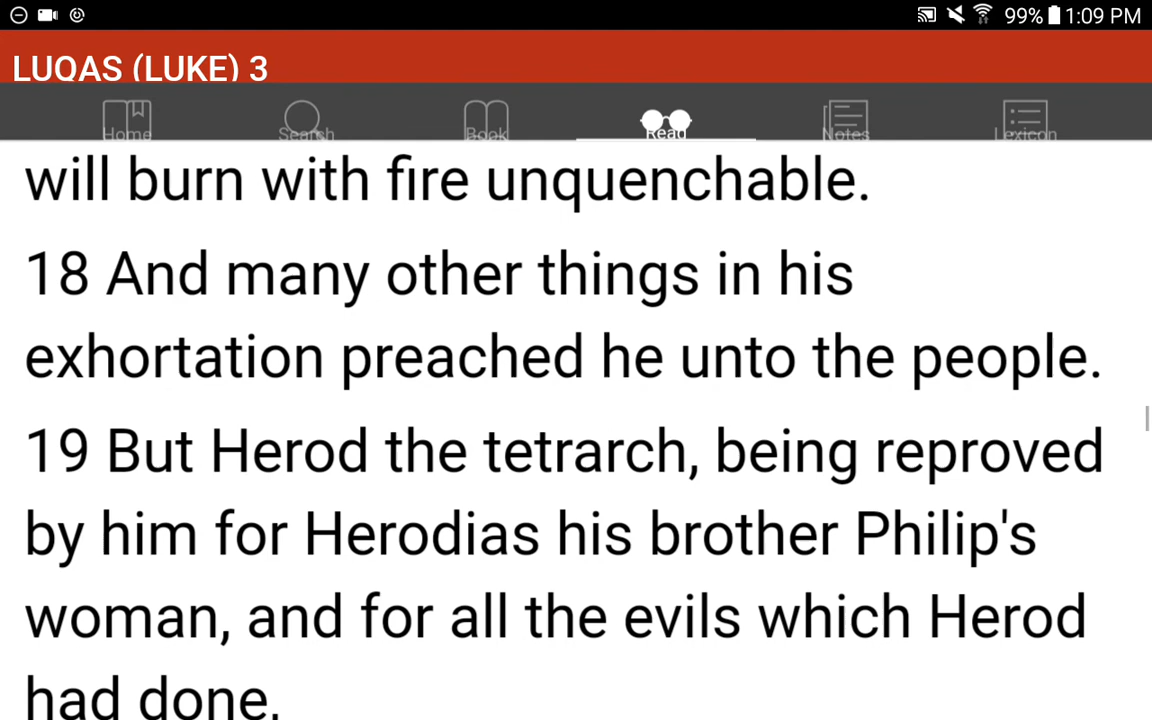 99% 1:09 PM
LUQAS (LUKE) 3
Home Search Book Read Notes Lexicon
will burn with fire unquenchable.
18 And many other things in his
exhortation preached he unto the people.
19 But Herod the tetrarch, being reproved
by him for Herodias his brother Philip's
woman, and for all the evils which Herod
had done,